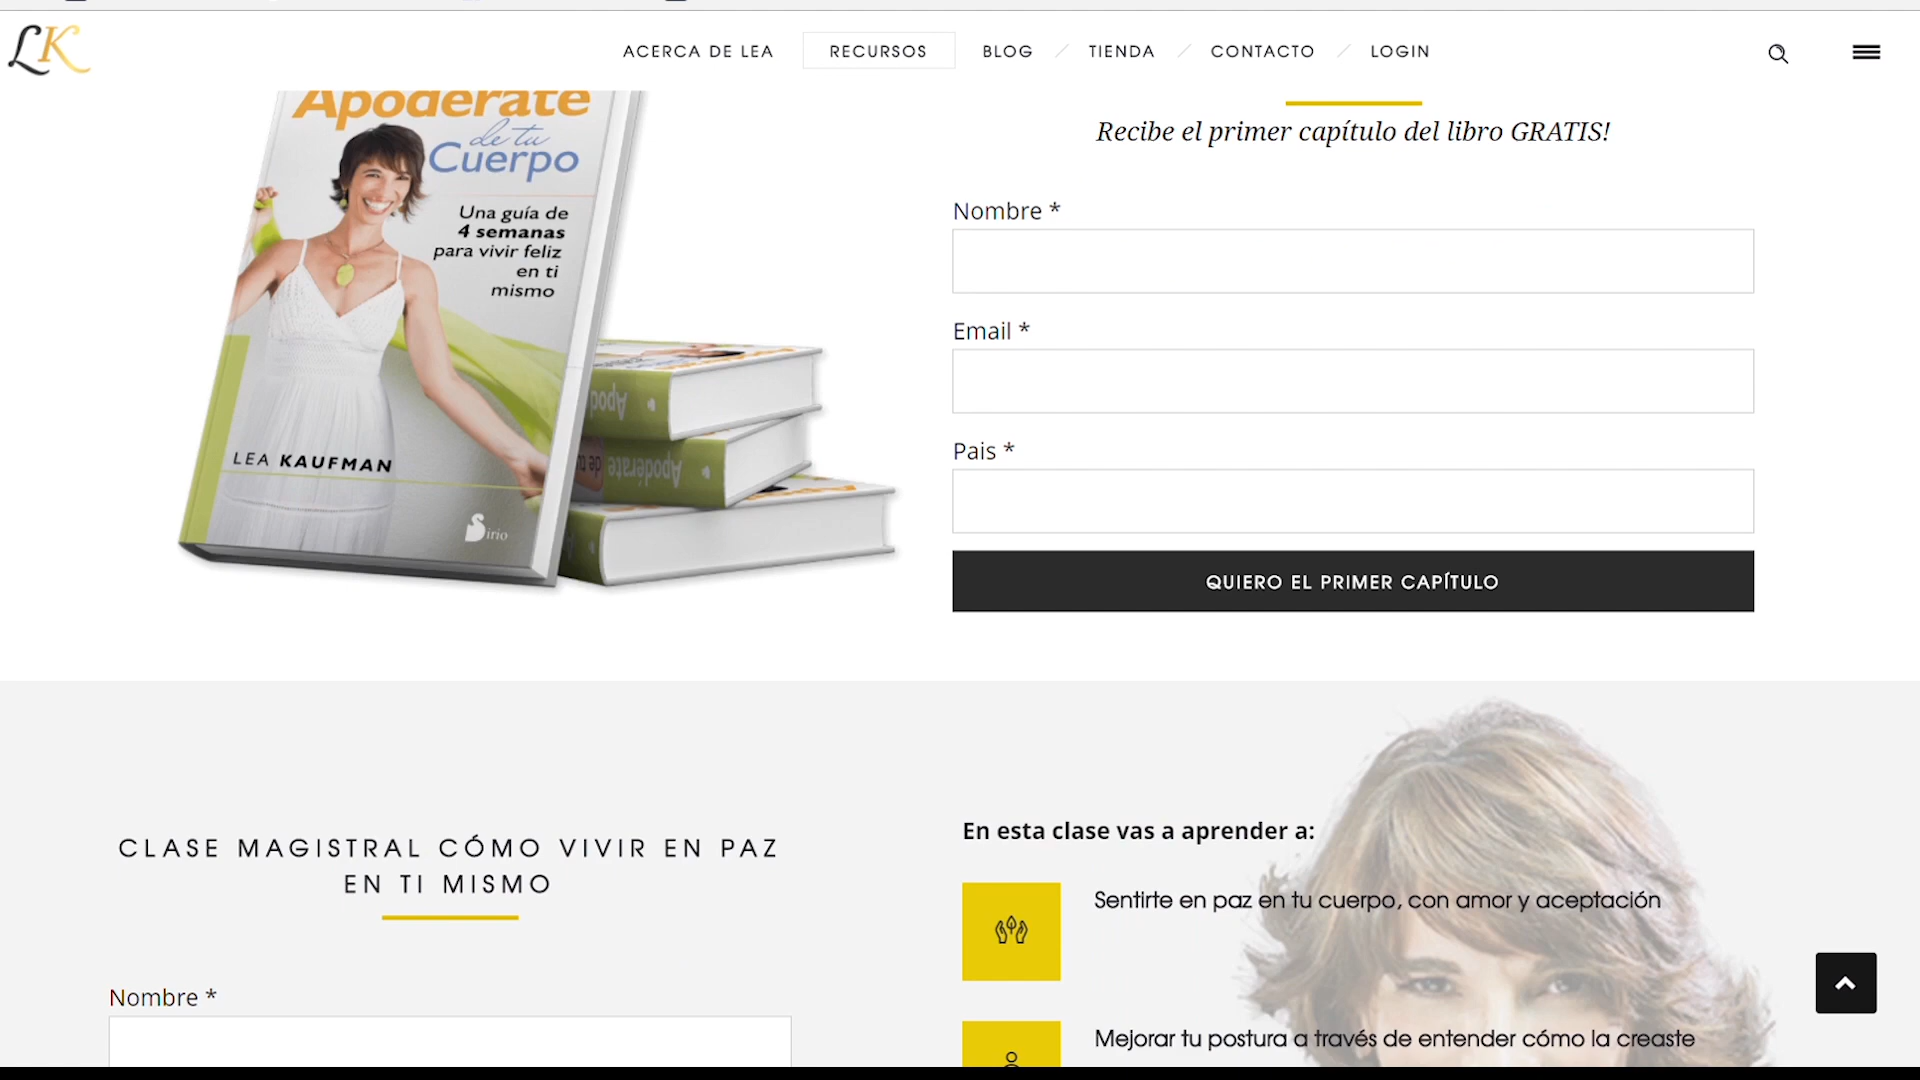 LK
ACERCA DE LEA
RECURSOS
BLOG
TIENDA
CONTACTO
LOGIN
Apodérate
de tu
Cuerpo
Una guía de
4 semanas
para vivir feliz
en ti
mismo
LEA KAUFMAN
Sirio
Apodérate
de tu
Recibe el primer capítulo del libro GRATIS!
Nombre *
Email *
Pais *
QUIERO EL PRIMER CAPÍTULO
CLASE MAGISTRAL CÓMO VIVIR EN PAZ
EN TI MISMO
Nombre *
En esta clase vas a aprender a:
Sentirte en paz en tu cuerpo, con amor y aceptación
Mejorar tu postura a través de entender cómo la creaste